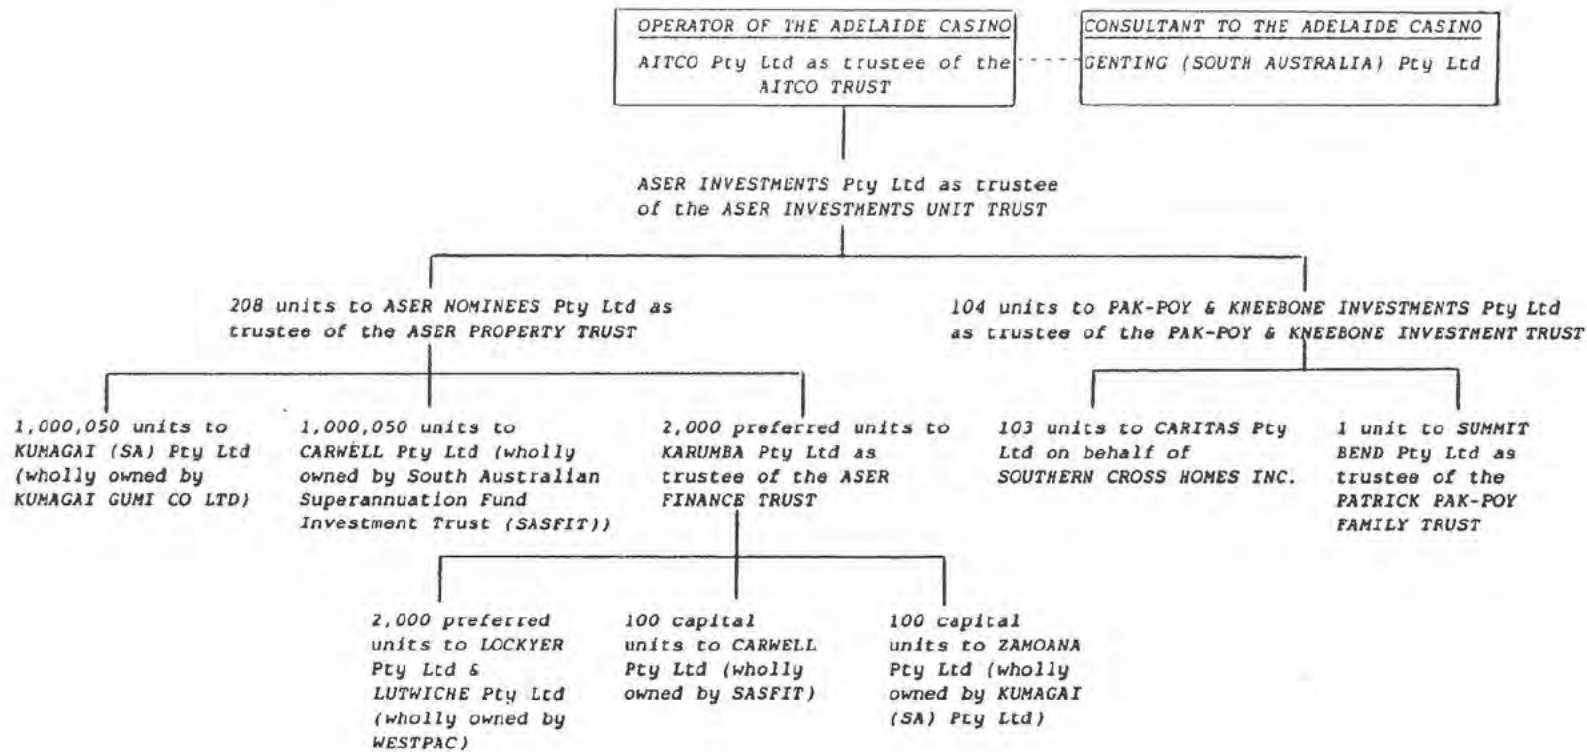 OPERATOR OF THE ADELAIDE CASINO
AITCO Pty Ltd as trustee of the
AITCO TRUST
CONSULTANT TO THE ADELAIDE CASINO
GENTING (SOUTH AUSTRALIA) Pty Ltd
ASER INVESTMENTS Pty Ltd as trustee
of the ASER INVESTMENTS UNIT TRUST
208 units to ASER NOMINEES Pty Ltd as
trustee of the ASER PROPERTY TRUST
104 units to PAK-POY & KNEEBONE INVESTMENTS Pty Ltd
as trustee of the PAK-POY & KNEEBONE INVESTMENT TRUST
1,000,050 units to
KUMAGAI (SA) Pty Ltd
(wholly owned by
KUMAGAI GUMI CO LTD)
1,000,050 units to
CARWELL Pty Ltd (wholly
owned by South Australian
Superannuation Fund
Investment Trust (SASFIT))
2,000 preferred units to
KARUMBA Pty Ltd as
trustee of the ASER
FINANCE TRUST
103 units to CARITAS Pty
Ltd on behalf of
SOUTHERN CROSS HOMES INC.
1 unit to SUMMIT
BEND Pty Ltd as
trustee of the
PATRICK PAK-POY
FAMILY TRUST
2,000 preferred
units to LOCKYER
Pty Ltd &
LUTWICHE Pty Ltd
(wholly owned by
WESTPAC)
100 capital
units to CARWELL
Pty Ltd (wholly
owned by SASFIT)
100 capital
units to ZAMOANA
Pty Ltd (wholly
owned by KUMAGAI
(SA) Pty Ltd)